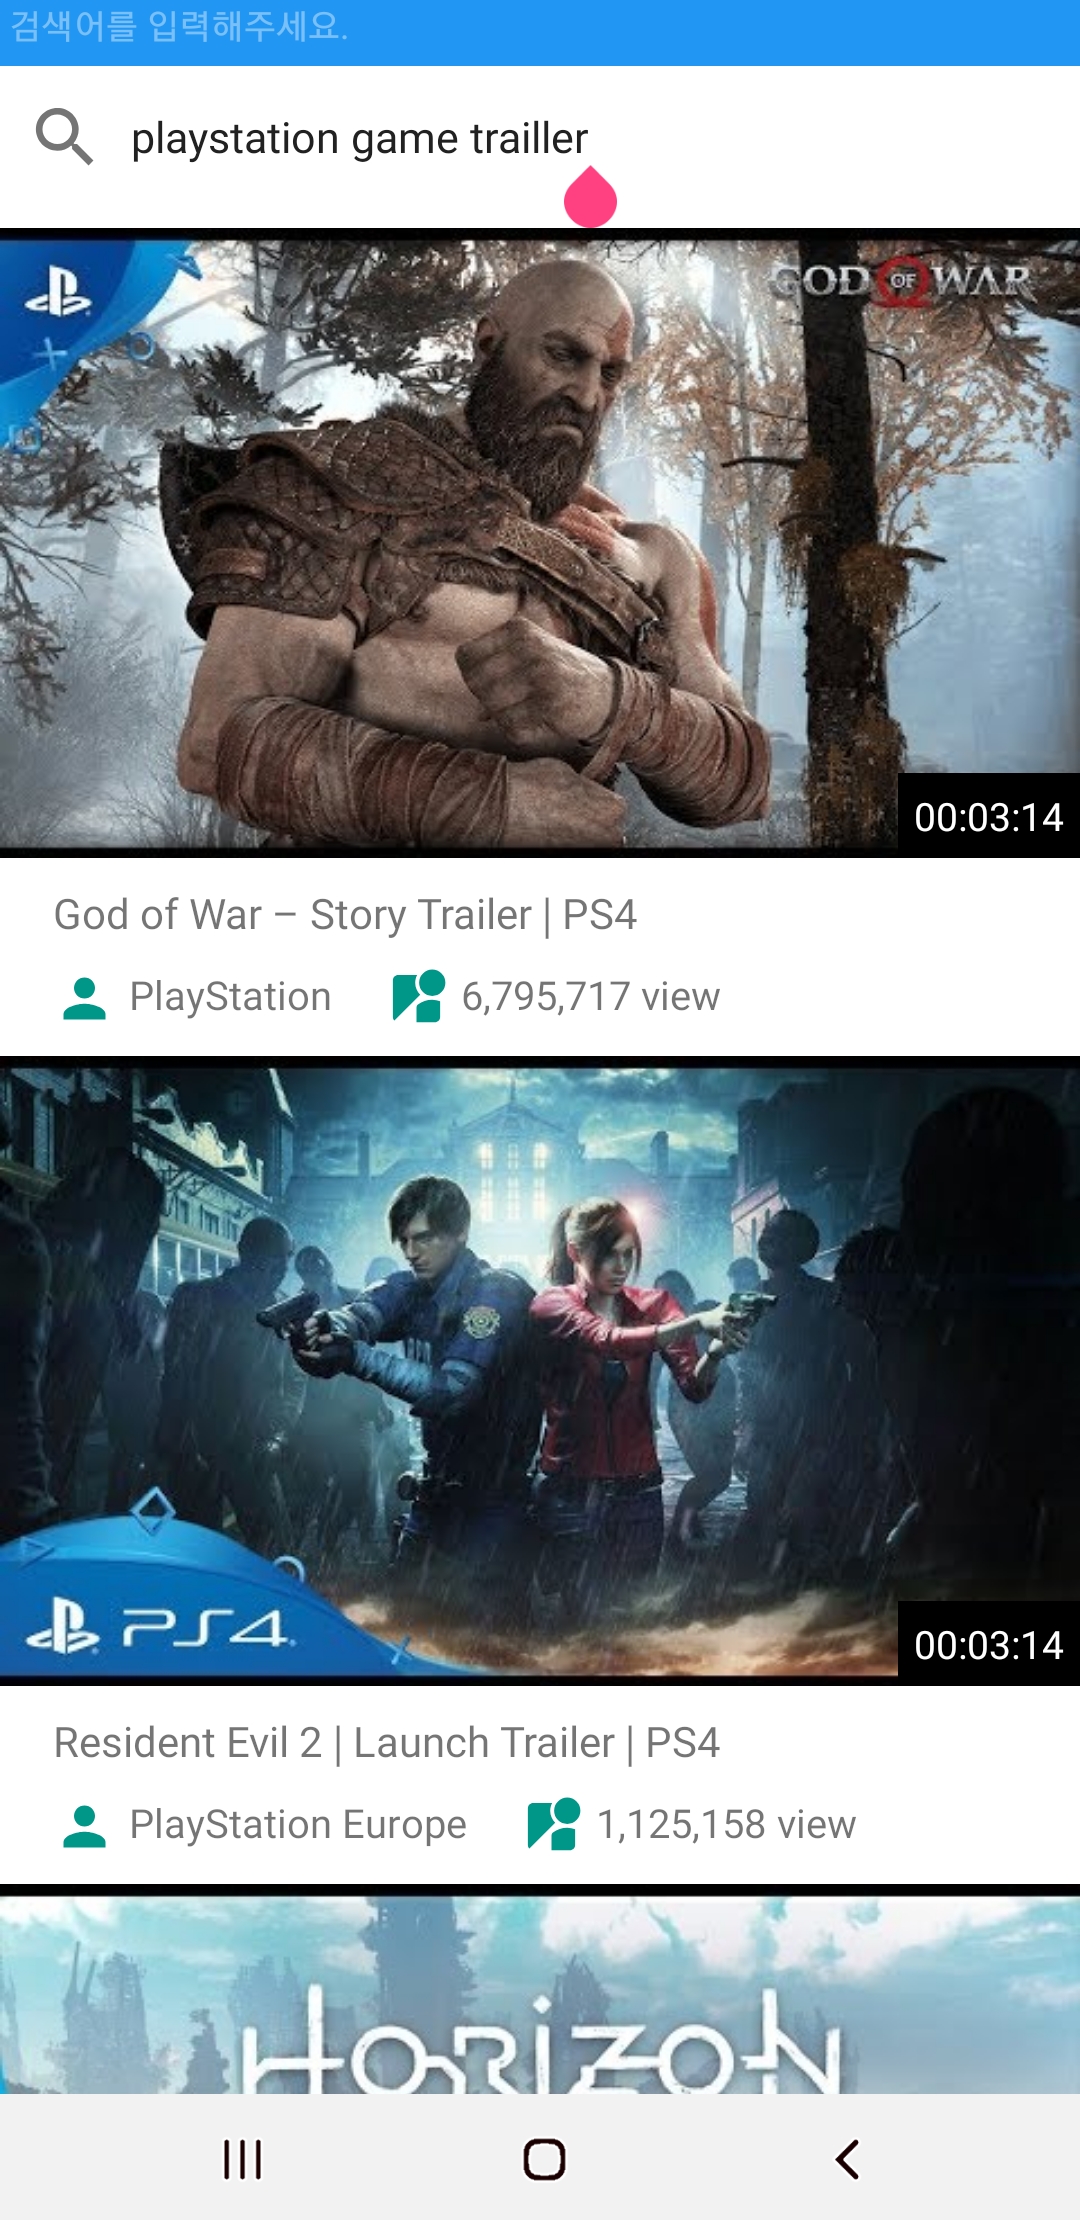 검색어를 입력해주세요.
playstation game trailler
GOD OF WAR
00:03:14
God of War – Story Trailer | PS4
PlayStation
6,795,717 view
PS4
00:03:14
Resident Evil 2 | Launch Trailer | PS4
PlayStation Europe
1,125,158 view
HORIZON